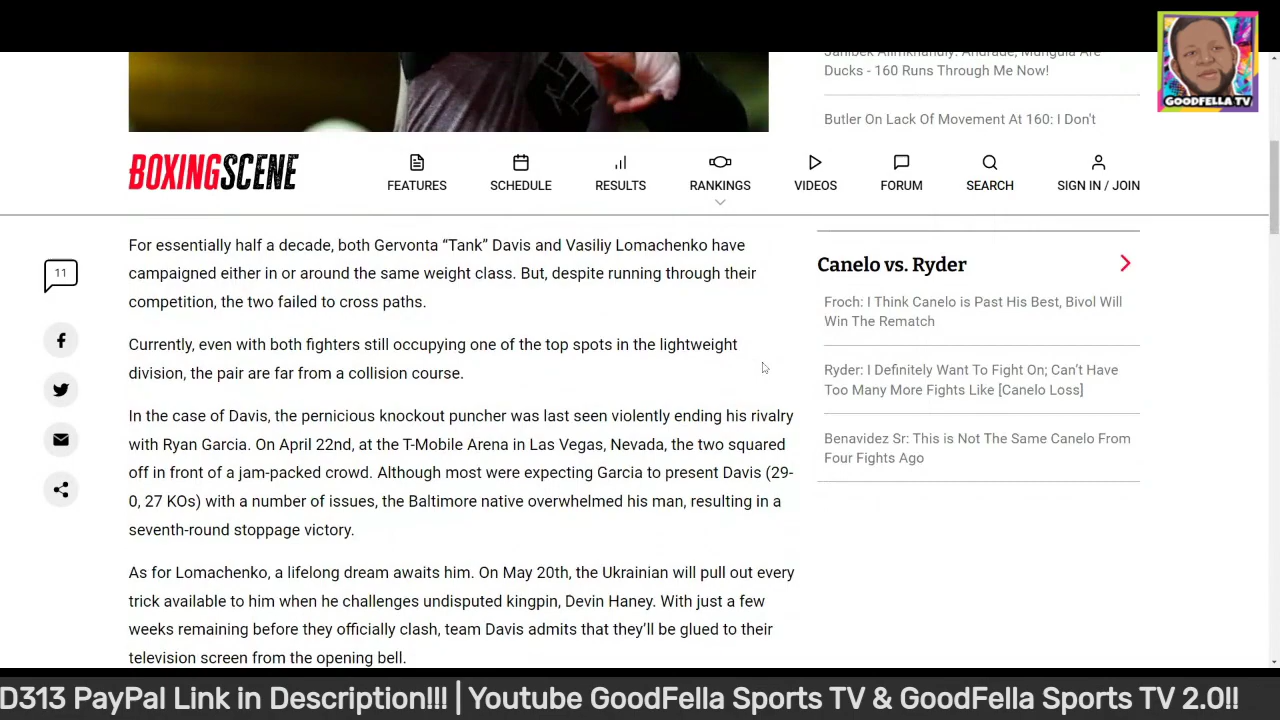 Janibek Alimkhanuly: Andrade, Munguia Are
Ducks - 160 Runs Through Me Now!
GOODFELLA TV
Butler On Lack Of Movement At 160: I Don't
BOXINGSCENE
FEATURES
SCHEDULE
RESULTS
RANKINGS
VIDEOS
FORUM
SEARCH
SIGN IN / JOIN
For essentially half a decade, both Gervonta “Tank” Davis and Vasiliy Lomachenko have
campaigned either in or around the same weight class. But, despite running through their
competition, the two failed to cross paths.
11
Currently, even with both fighters still occupying one of the top spots in the lightweight
division, the pair are far from a collision course.
In the case of Davis, the pernicious knockout puncher was last seen violently ending his rivalry
with Ryan Garcia. On April 22nd, at the T-Mobile Arena in Las Vegas, Nevada, the two squared
off in front of a jam-packed crowd. Although most were expecting Garcia to present Davis (29-
0, 27 KOs) with a number of issues, the Baltimore native overwhelmed his man, resulting in a
seventh-round stoppage victory.
As for Lomachenko, a lifelong dream awaits him. On May 20th, the Ukrainian will pull out every
trick available to him when he challenges undisputed kingpin, Devin Haney. With just a few
weeks remaining before they officially clash, team Davis admits that they’ll be glued to their
television screen from the opening bell.
Canelo vs. Ryder
Froch: I Think Canelo is Past His Best, Bivol Will
Win The Rematch
Ryder: I Definitely Want To Fight On; Can't Have
Too Many More Fights Like [Canelo Loss]
Benavidez Sr: This is Not The Same Canelo From
Four Fights Ago
D313 PayPal Link in Description!!! | Youtube GoodFella Sports TV & GoodFella Sports TV 2.0!!